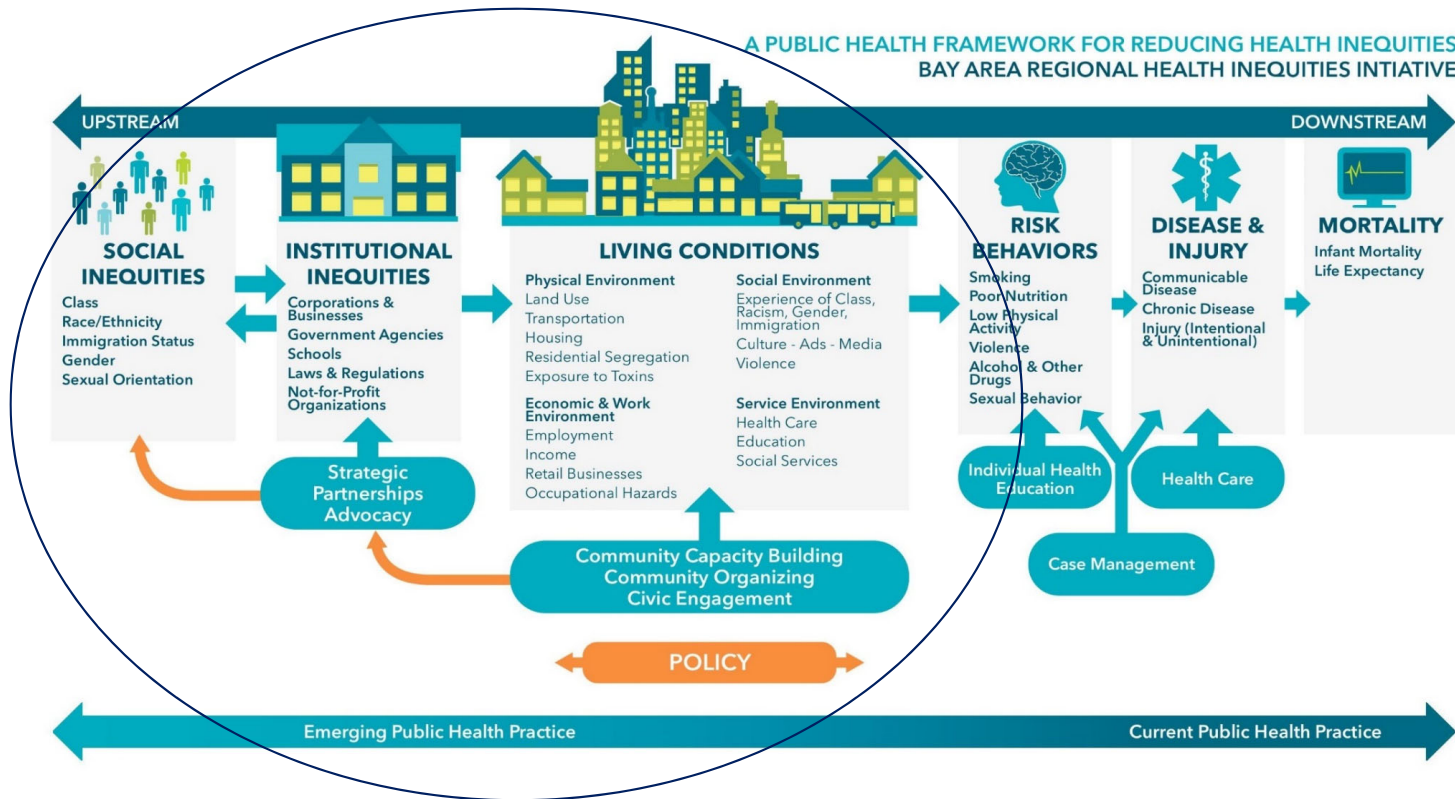 A PUBLIC HEALTH FRAMEWORK FOR REDUCING HEALTH INEQUITIES
BAY AREA REGIONAL HEALTH INEQUITIES INTIATIVE
UPSTREAM
DOWNSTREAM
SOCIAL
INEQUITIES
Class
Race/Ethnicity
Immigration Status
Gender
Sexual Orientation
INSTITUTIONAL
INEQUITIES
Corporations &
Businesses
Government Agencies
Schools
Laws & Regulations
Not-for-Profit
Organizations
LIVING CONDITIONS
Physical Environment
Land Use
Transportation
Housing
Residential Segregation
Exposure to Toxins
Economic & Work
Environment
Employment
Income
Retail Businesses
Occupational Hazards
Social Environment
Experience of Class,
Racism, Gender,
Immigration
Culture - Ads - Media
Violence
Service Environment
Health Care
Education
Social Services
RISK
BEHAVIORS
Smoking
Poor Nutrition
Low Physical
Activity
Violence
Alcohol & Other
Drugs
Sexual Behavior
DISEASE &
INJURY
Communicable
Disease
Chronic Disease
Injury (Intentional
& Unintentional)
MORTALITY
Infant Mortality
Life Expectancy
Strategic
Partnerships
Advocacy
Community Capacity Building
Community Organizing
Civic Engagement
Individual Health
Education
Health Care
Case Management
POLICY
Emerging Public Health Practice
Current Public Health Practice